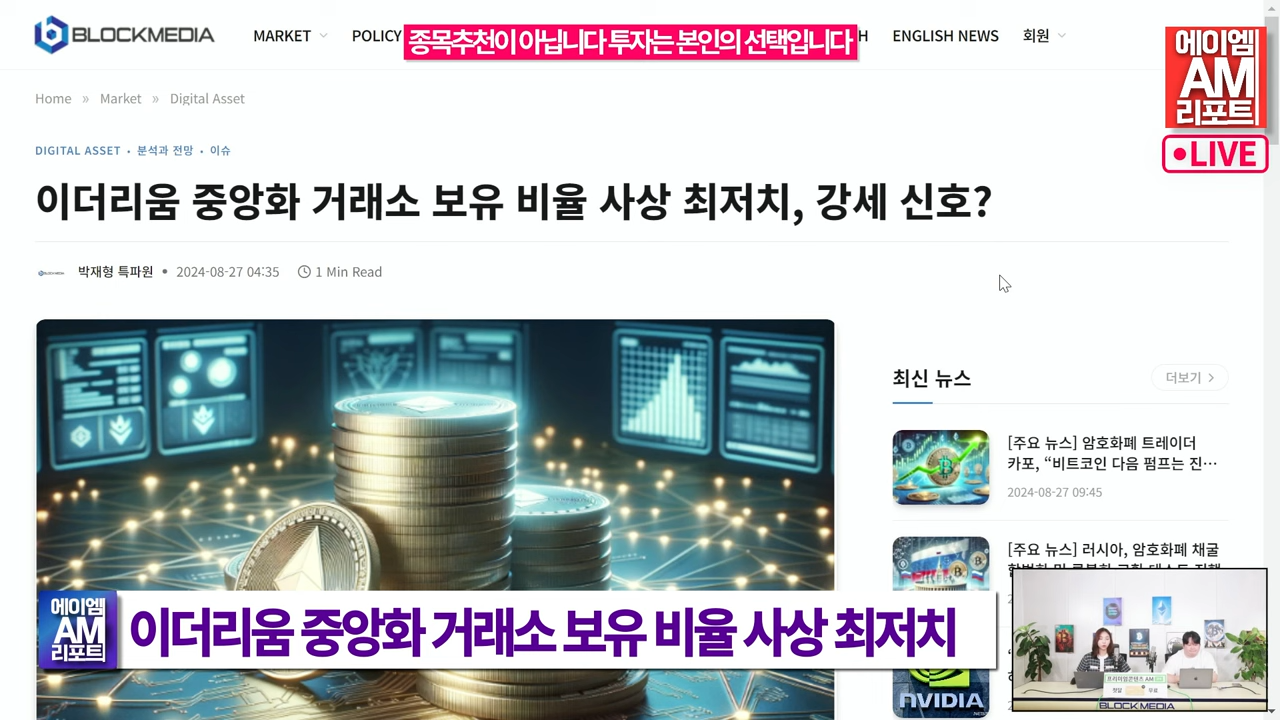 BLOCKMEDIA
MARKET
POLICY
종목추천이 아닙니다 투자는 본인의 선택입니다
H
ENGLISH NEWS
회원
에이엠
AM
리포트
LIVE
Home » Market » Digital Asset
DIGITAL ASSET • 분석과 전망 • 이슈
이더리움 중앙화 거래소 보유 비율 사상 최저치, 강세 신호?
박재형 특파원 • 2024-08-27 04:35 1 Min Read
최신 뉴스
더보기 >
[주요 뉴스] 암호화폐 트레이더
카포, “비트코인 다음 펌프는 진…
2024-08-27 09:45
[주요 뉴스] 러시아, 암호화폐 채굴
에이엠
AM
리포트
이더리움 중앙화 거래소 보유 비율 사상 최저치
NVIDIA
프리미엄콘텐츠 AM
BLOCKMEDIA